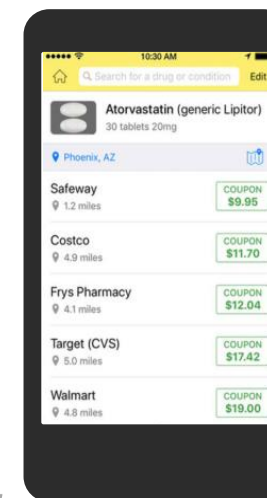 10:30 AM
Search for a drug or condition Edit
Atorvastatin (generic Lipitor)
30 tablets 20mg
Phoenix, AZ
Safeway
1.2 miles
COUPON
$9.95
Costco
4.9 miles
COUPON
$11.70
Frys Pharmacy
4.1 miles
COUPON
$12.04
Target (CVS)
5.0 miles
COUPON
$17.42
Walmart
4.8 miles
COUPON
$19.00